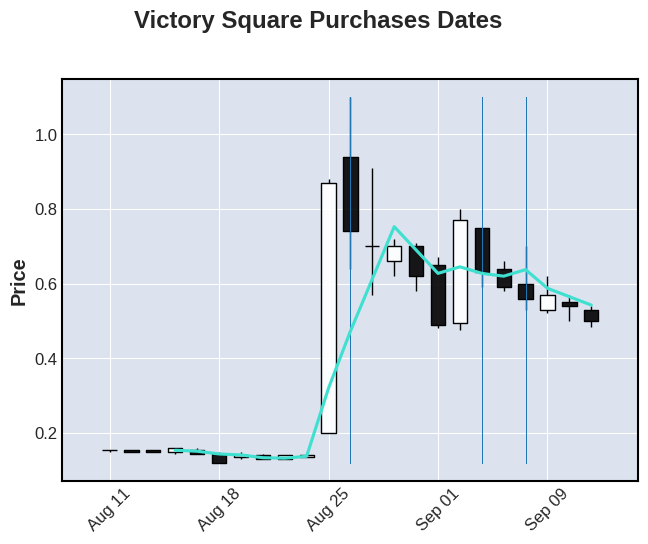 Victory Square Purchases Dates
Price
1.0
0.8
0.6
0.4
0.2
Aug 11
Aug 18
Aug 25
Sep 01
Sep 09